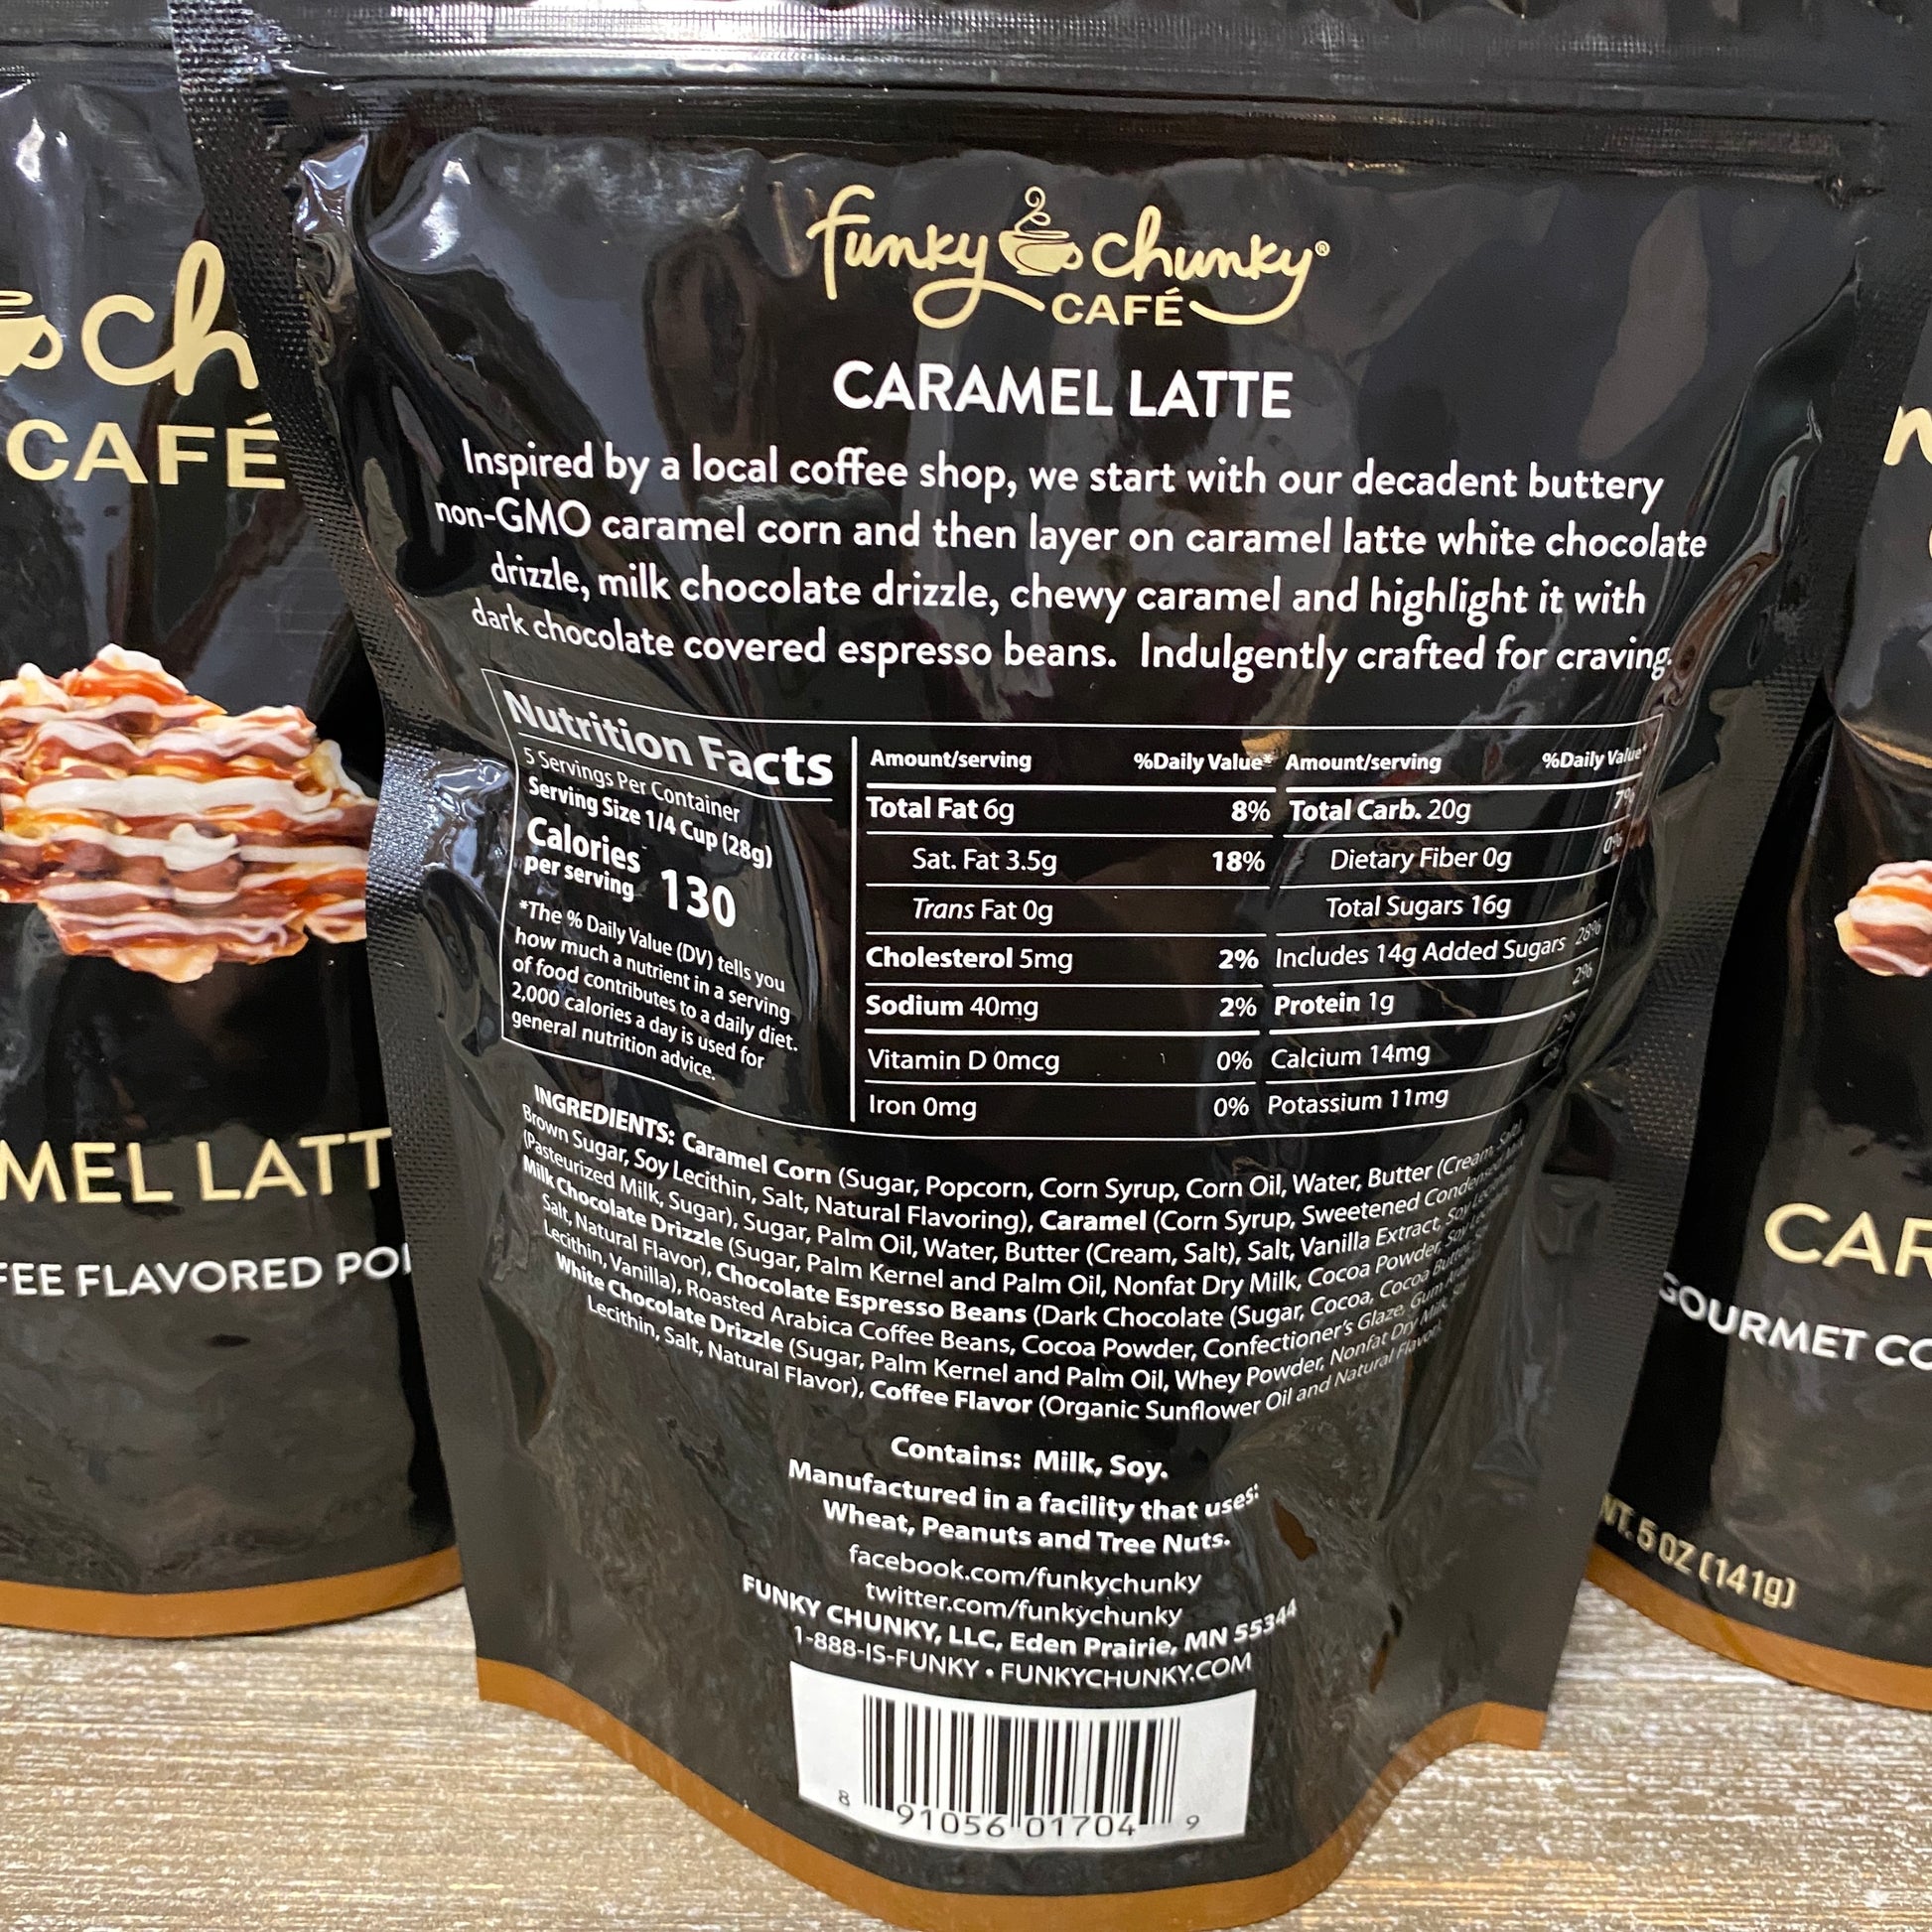 funky chunky®
CAFÉ
CARAMEL LATTE
Inspired by a local coffee shop, we start with our decadent buttery
non-GMO caramel corn and then layer on caramel latte white chocolate
drizzle, milk chocolate drizzle, chewy caramel and highlight it with
dark chocolate covered espresso beans. Indulgently crafted for craving.
Nutrition Facts
5 Servings Per Container
Serving Size 1/4 Cup (28g)
Calories
per serving 130
*The % Daily Value (DV) tells you
how much a nutrient in a serving
of food contributes to a daily diet.
2,000 calories a day is used for
general nutrition advice.
Amount/serving %Daily Value* Amount/serving %Daily Value*
Total Fat 6g 8% Total Carb. 20g 7%
Sat. Fat 3.5g 18% Dietary Fiber 0g 0%
Trans Fat 0g Total Sugars 16g
Cholesterol 5mg 2% Includes 14g Added Sugars 28%
Sodium 40mg 2% Protein 1g 2%
Vitamin D 0mcg 0% Calcium 14mg
Iron 0mg 0% Potassium 11mg 0%
INGREDIENTS: Caramel Corn (Sugar, Popcorn, Corn Syrup, Corn Oil, Water, Butter (Cream, Salt),
Brown Sugar, Soy Lecithin, Salt, Natural Flavoring), Caramel (Corn Syrup, Sweetened Condensed Milk
(Pasteurized Milk, Sugar), Sugar, Palm Oil, Water, Butter (Cream, Salt), Salt, Vanilla Extract, Soy Lecithin),
Milk Chocolate Drizzle (Sugar, Palm Kernel and Palm Oil, Nonfat Dry Milk, Cocoa Powder, Soy Lecithin,
Salt, Natural Flavor), Chocolate Espresso Beans (Dark Chocolate (Sugar, Cocoa, Cocoa Butter, Soy
Lecithin, Vanilla), Roasted Arabica Coffee Beans, Cocoa Powder, Confectioner's Glaze, Gum Arabic),
White Chocolate Drizzle (Sugar, Palm Kernel and Palm Oil, Whey Powder, Nonfat Dry Milk, Soy
Lecithin, Salt, Natural Flavor), Coffee Flavor (Organic Sunflower Oil and Natural Flavor).
Contains: Milk, Soy.
Manufactured in a facility that uses:
Wheat, Peanuts and Tree Nuts.
facebook.com/funkychunky
twitter.com/funkychunky
FUNKY CHUNKY, LLC, Eden Prairie, MN 55344
1-888-IS-FUNKY • FUNKYCHUNKY.COM
8 91056 01704 9
ch
CAFÉ
MEL LATT
FEE FLAVORED PO
CAR
GOURMET CO
WT. 5 OZ (141g)